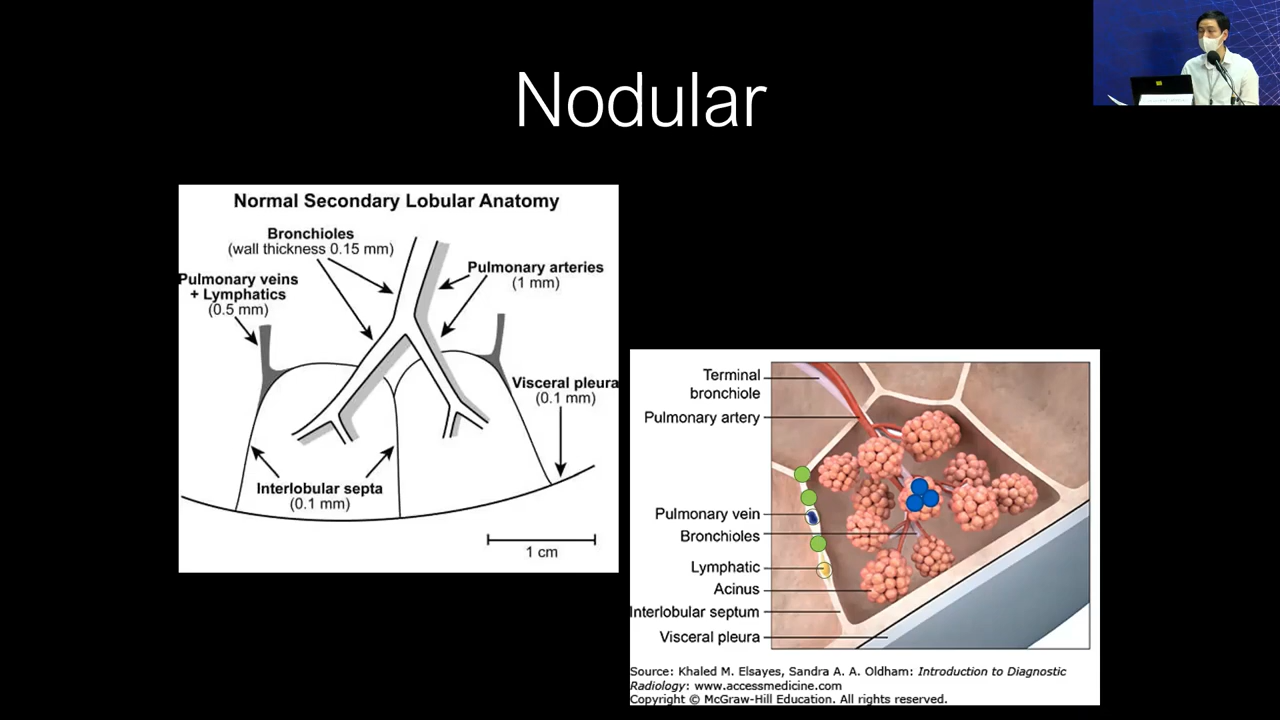 Nodular
Normal Secondary Lobular Anatomy
Bronchioles
(wall thickness 0.15 mm)
Pulmonary arteries
(1 mm)
Pulmonary veins
+ Lymphatics
(0.5 mm)
Visceral pleura
(0.1 mm)
Interlobular septa
(0.1 mm)
1 cm
Terminal
bronchiole
Pulmonary artery
Pulmonary vein
Bronchioles
Lymphatic
Acinus
Interlobular septum
Visceral pleura
Source: Khaled M. Elsayes, Sandra A. A. Oldham: Introduction to Diagnostic
Radiology: www.accessmedicine.com
Copyright © McGraw-Hill Education. All rights reserved.